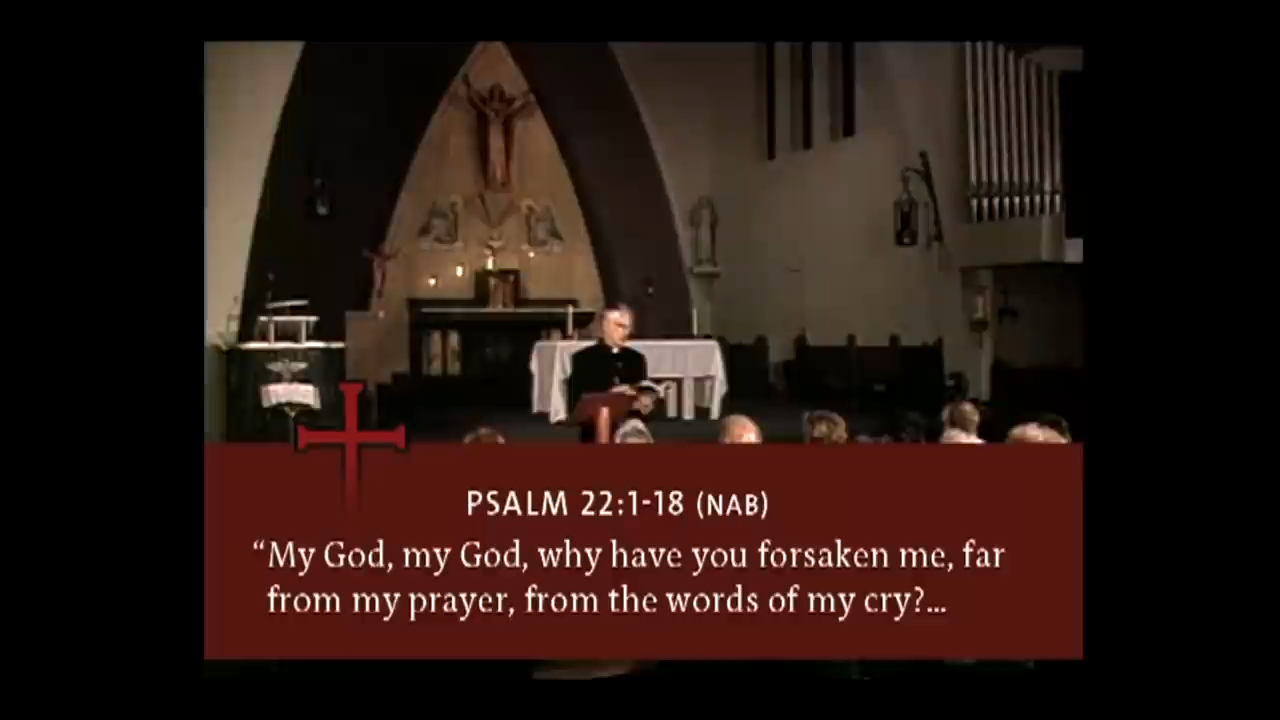 PSALM 22:1-18 (NAB)
“My God, my God, why have you forsaken me, far
from my prayer, from the words of my cry?...